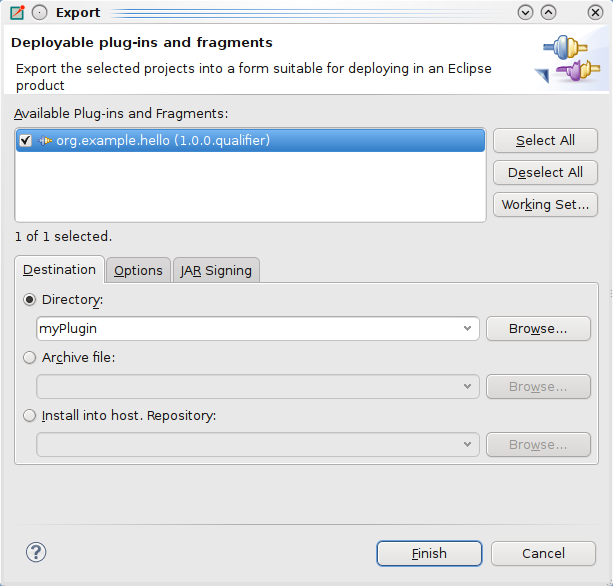 Export
Deployable plug-ins and fragments
Export the selected projects into a form suitable for deploying in an Eclipse
product
Available Plug-ins and Fragments:
org.example.hello (1.0.0.qualifier)
Select All
Deselect All
Working Set...
1 of 1 selected.
Destination Options JAR Signing
Directory:
myPlugin Browse...
Archive file:
Browse...
Install into host. Repository:
Browse...
? Finish Cancel